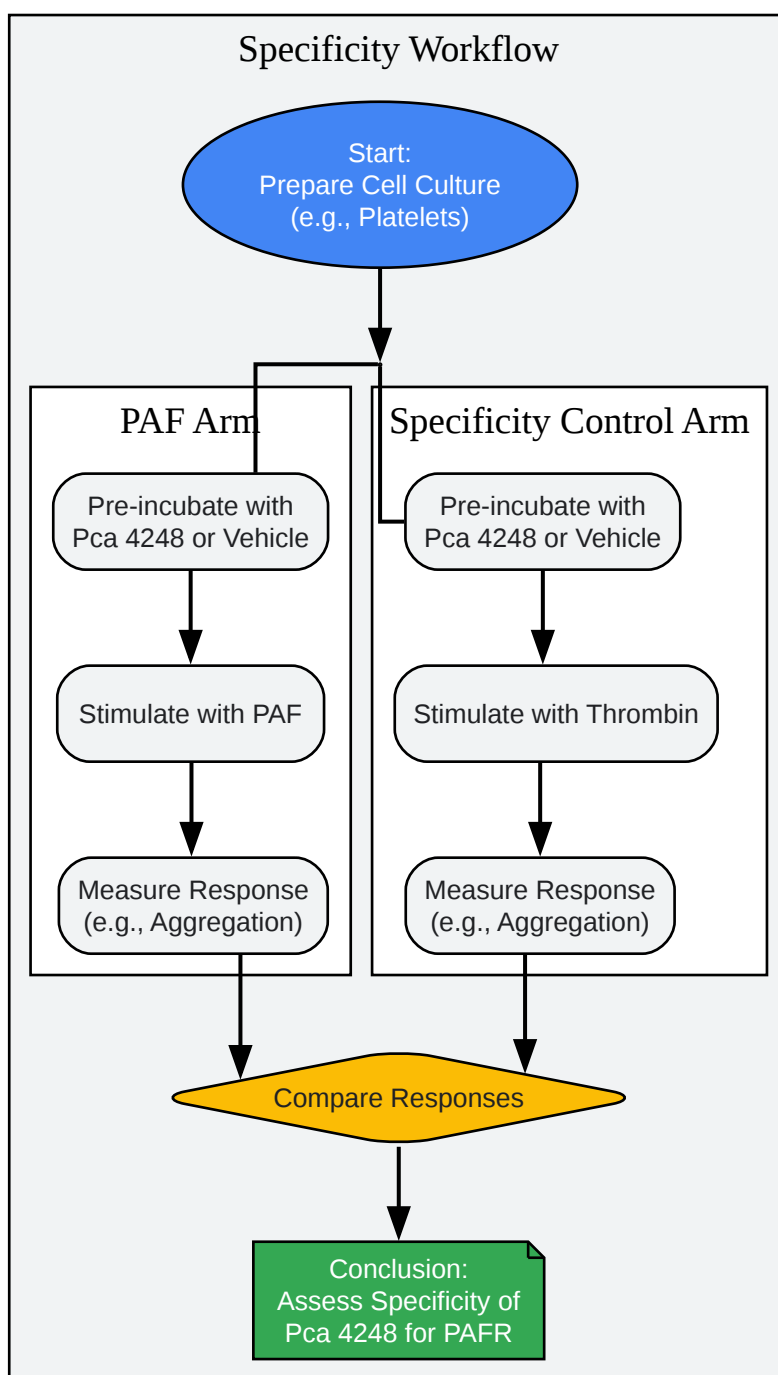 Specificity Workflow
Start:
Prepare Cell Culture
(e.g., Platelets)
PAF Arm
Pre-incubate with
Pca 4248 or Vehicle
Stimulate with PAF
Measure Response
(e.g., Aggregation)
Specificity Control Arm
Pre-incubate with
Pca 4248 or Vehicle
Stimulate with Thrombin
Measure Response
(e.g., Aggregation)
Compare Responses
Conclusion:
Assess Specificity of
Pca 4248 for PAFR